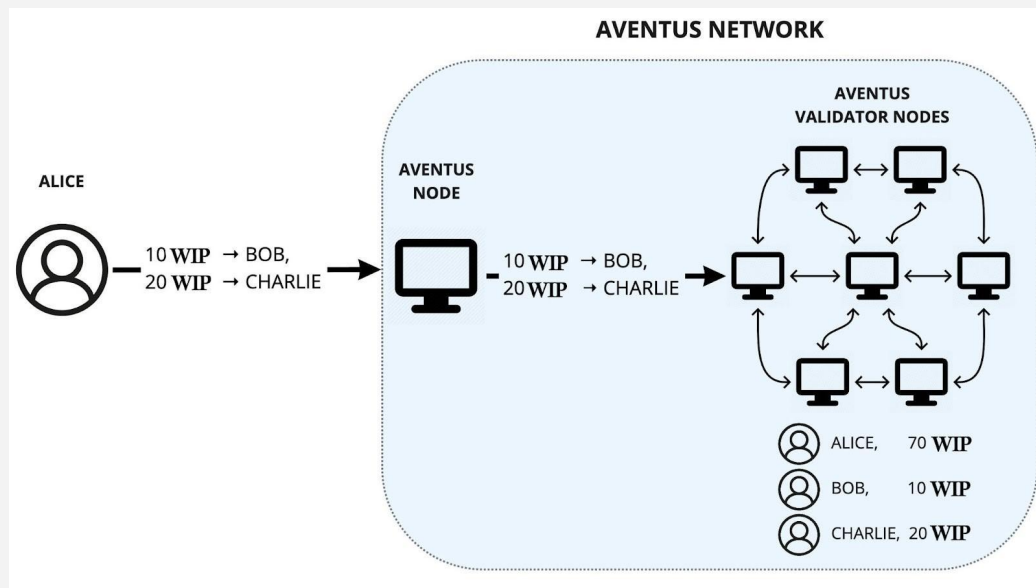 AVENTUS NETWORK
AVENTUS
VALIDATOR NODES
ALICE
AVENTUS
NODE
10 WIP → BOB,
20 WIP → CHARLIE
10 WIP → BOB,
20 WIP → CHARLIE
ALICE, 70 WIP
BOB, 10 WIP
CHARLIE, 20 WIP